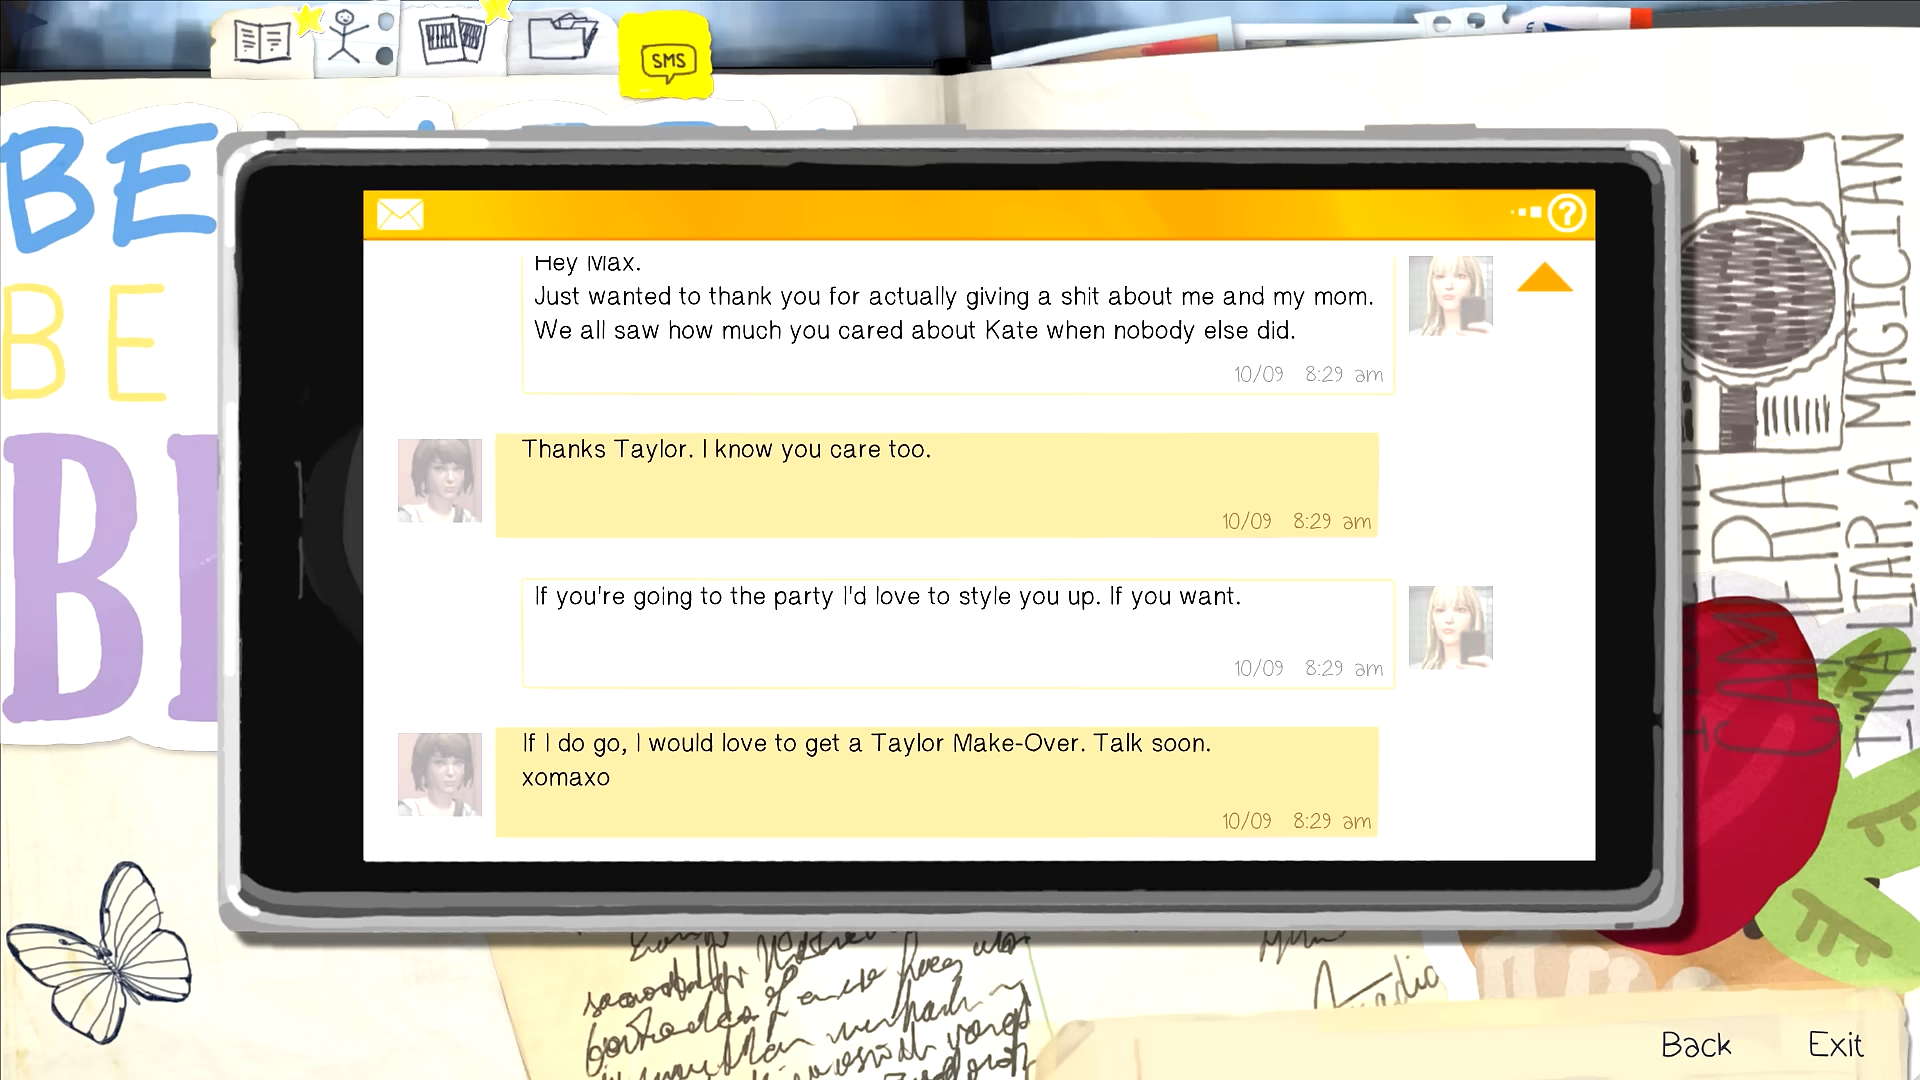 SMS
BE
BE
Hey Max.
Just wanted to thank you for actually giving a shit about me and my mom.
We all saw how much you cared about Kate when nobody else did.
10/09 8:29 am
Thanks Taylor. I know you care too.
10/09 8:29 am
If you're going to the party I'd love to style you up. If you want.
10/09 8:29 am
If I do go, I would love to get a Taylor Make-Over. Talk soon.
xomaxo
10/09 8:29 am
CAMERA
LIAR, A MAGICIAN
Back Exit